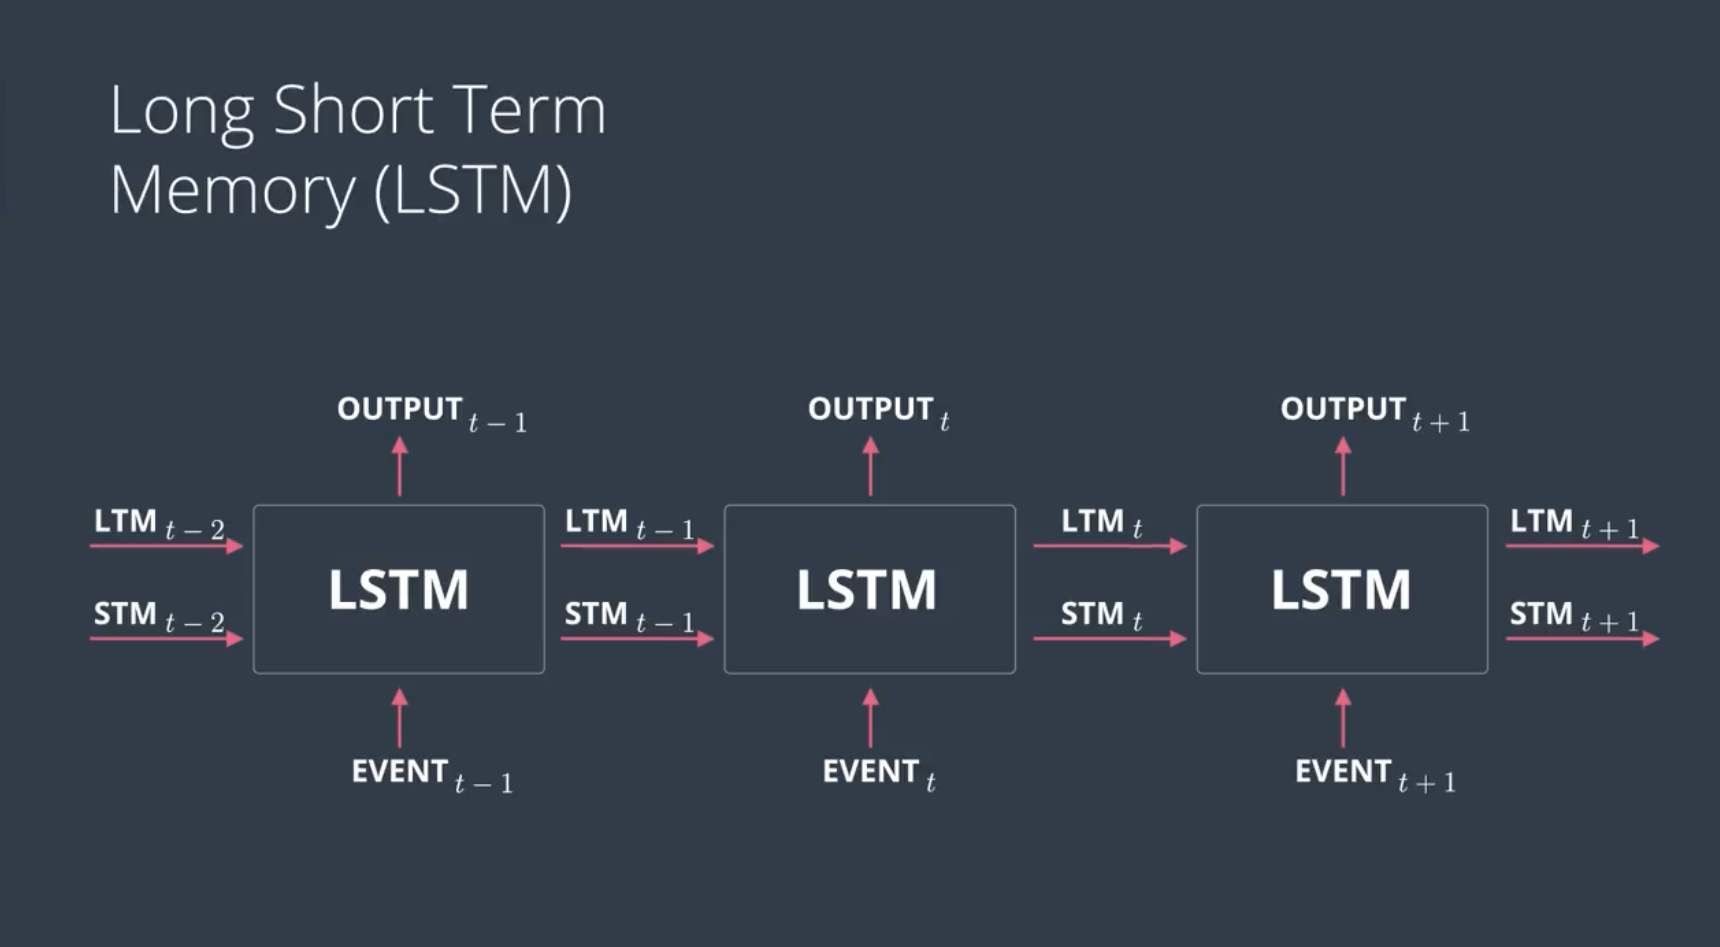 Long Short Term
Memory (LSTM)
OUTPUT t − 1
OUTPUT t
OUTPUT t + 1
LTM t − 2
LTM t − 1
LTM t
LTM t + 1
LSTM
LSTM
LSTM
STM t − 2
STM t − 1
STM t
STM t + 1
EVENT t − 1
EVENT t
EVENT t + 1